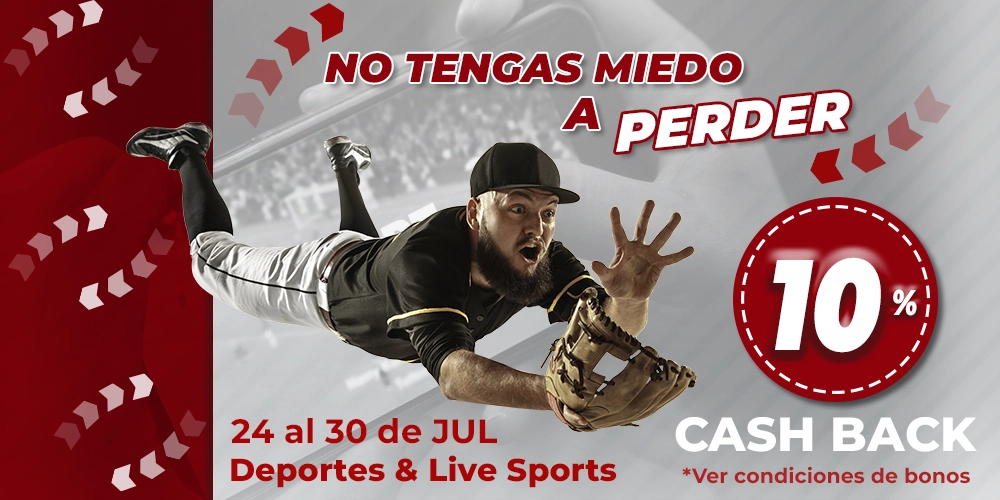 NO TENGAS MIEDO
A PERDER
10%
CASH BACK
*Ver condiciones de bonos
24 al 30 de JUL
Deportes & Live Sports